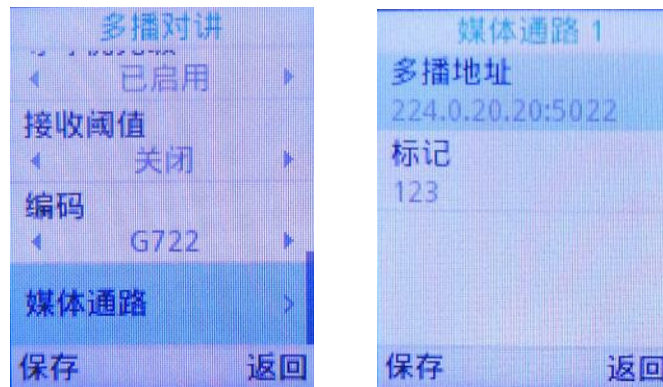 多播对讲
已启用
接收阈值
关闭
编码
G722
媒体通路
保存 返回
媒体通路 1
多播地址
224.0.20.20:5022
标记
123
保存 返回